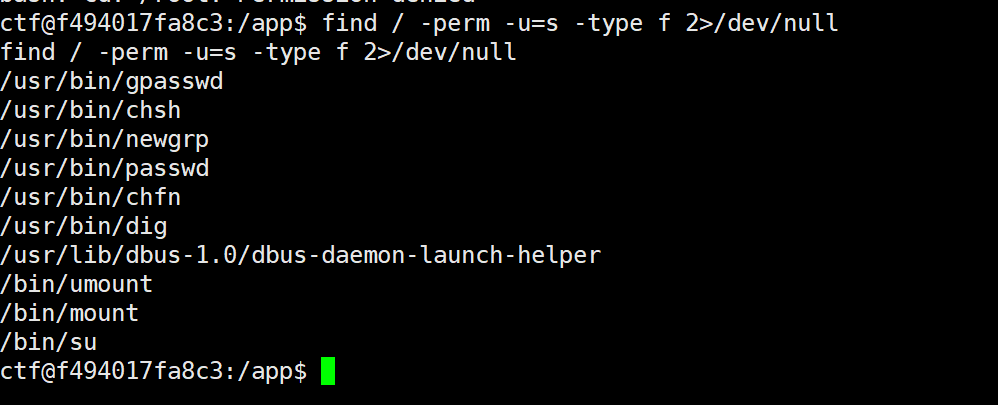 ctf@f494017fa8c3:/app$ find / -perm -u=s -type f 2>/dev/null
find / -perm -u=s -type f 2>/dev/null
/usr/bin/gpasswd
/usr/bin/chsh
/usr/bin/newgrp
/usr/bin/passwd
/usr/bin/chfn
/usr/bin/dig
/usr/lib/dbus-1.0/dbus-daemon-launch-helper
/bin/umount
/bin/mount
/bin/su
ctf@f494017fa8c3:/app$